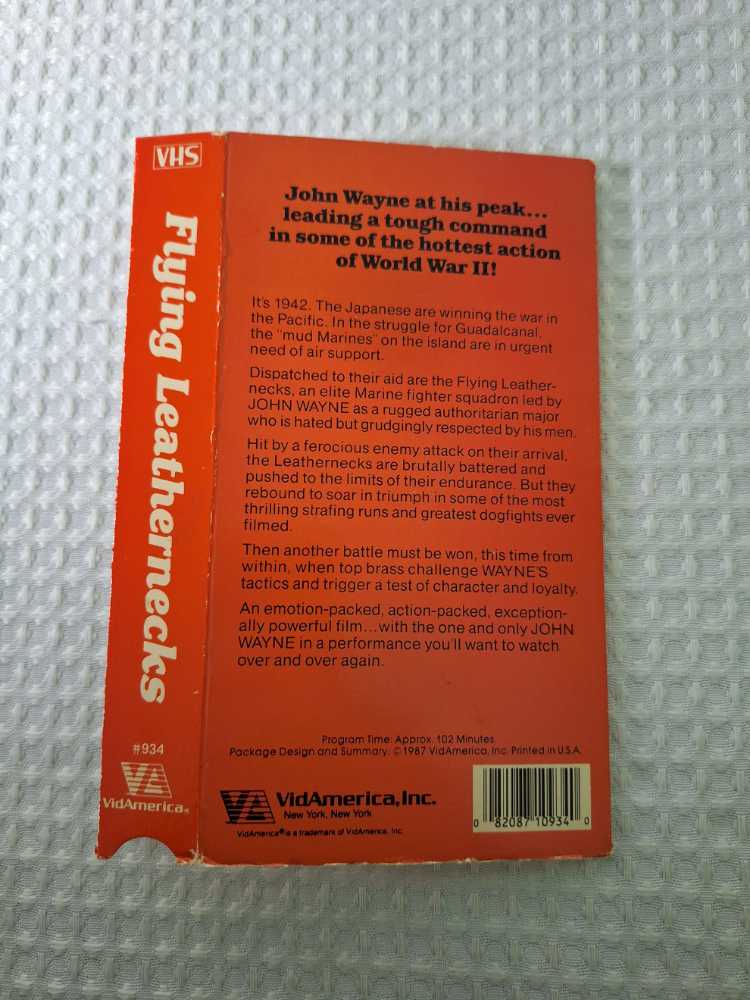 VHS
Flying Leathernecks
#934
VidAmerica®
John Wayne at his peak...
leading a tough command
in some of the hottest action
of World War II!
It's 1942. The Japanese are winning the war in
the Pacific. In the struggle for Guadalcanal,
the "mud Marines" on the island are in urgent
need of air support.
Dispatched to their aid are the Flying Leather-
necks, an elite Marine fighter squadron led by
JOHN WAYNE as a rugged authoritarian major
who is hated but grudgingly respected by his men.
Hit by a ferocious enemy attack on their arrival,
the Leathernecks are brutally battered and
pushed to the limits of their endurance. But they
rebound to soar in triumph in some of the most
thrilling strafing runs and greatest dogfights ever
filmed.
Then another battle must be won, this time from
within, when top brass challenge WAYNE'S
tactics and trigger a test of character and loyalty.
An emotion-packed, action-packed, exception-
ally powerful film...with the one and only JOHN
WAYNE in a performance you'll want to watch
over and over again.
Program Time: Approx. 102 Minutes.
Package Design and Summary: © 1987 VidAmerica, Inc. Printed in U.S.A.
VA VidAmerica, Inc.
New York, New York
VidAmerica® is a trademark of VidAmerica, Inc.
0 82087 10934 0